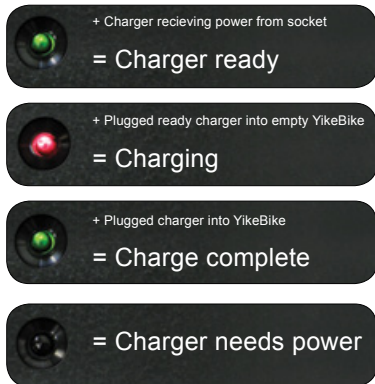 + Charger recieving power from socket
= Charger ready
+ Plugged ready charger into empty YikeBike
= Charging
+ Plugged charger into YikeBike
= Charge complete
= Charger needs power